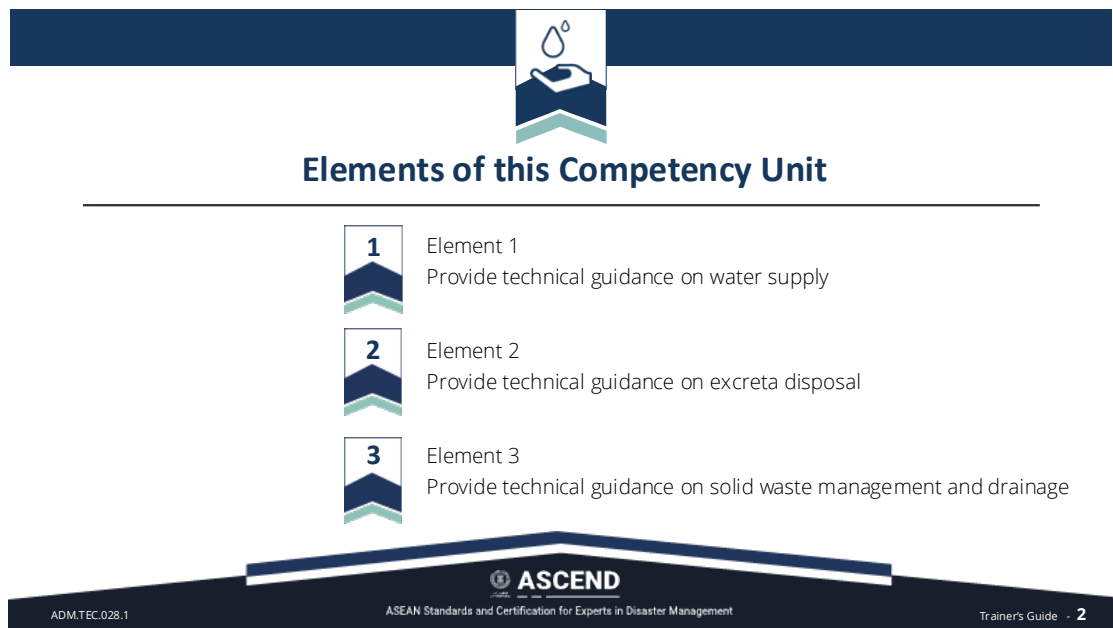 Elements of this Competency Unit
1
Element 1
Provide technical guidance on water supply
2
Element 2
Provide technical guidance on excreta disposal
3
Element 3
Provide technical guidance on solid waste management and drainage
ASCEND
ASEAN Standards and Certification for Experts in Disaster Management
ADM.TEC.028.1
Trainer’s Guide - 2